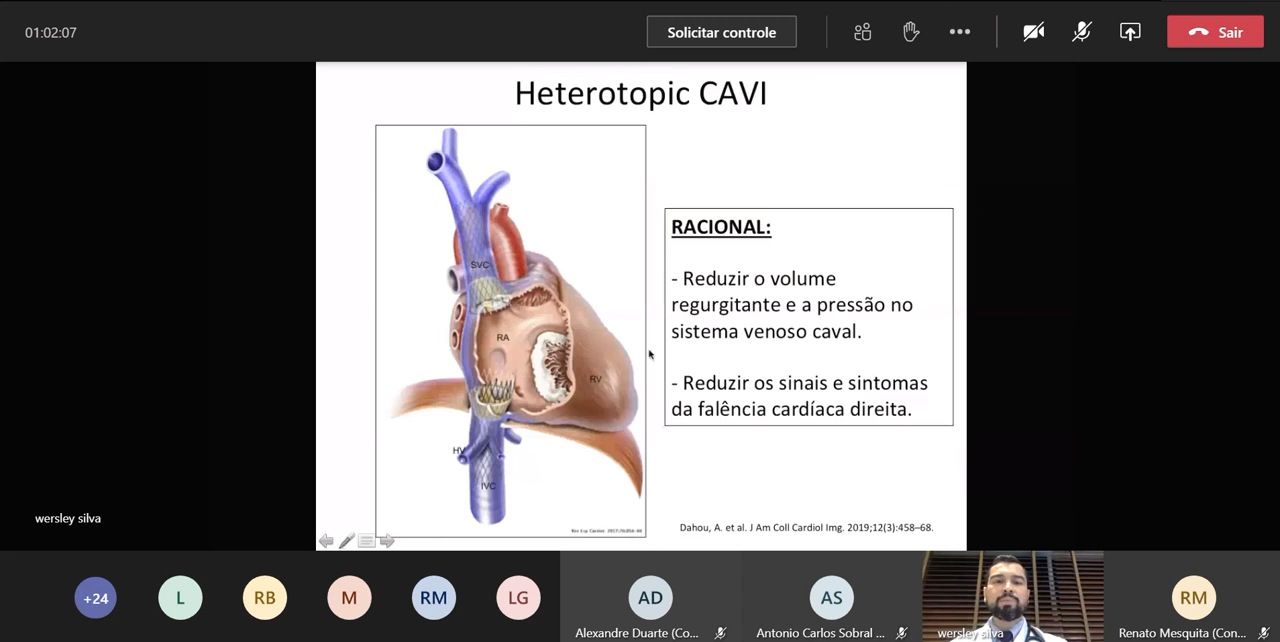 01:02:07
Solicitar controle
Sair
Heterotopic CAVI
SVC
RA
RV
HV
IVC
RACIONAL:
- Reduzir o volume
regurgitante e a pressão no
sistema venoso caval.
- Reduzir os sinais e sintomas
da falência cardíaca direita.
Dahou, A. et al. J Am Coll Cardiol Img. 2019;12(3):458–68.
wersley silva
+24
L
RB
M
RM
LG
AD
Alexandre Duarte (Co...
AS
Antonio Carlos Sobral ...
wersley silva
RM
Renato Mesquita (Con...